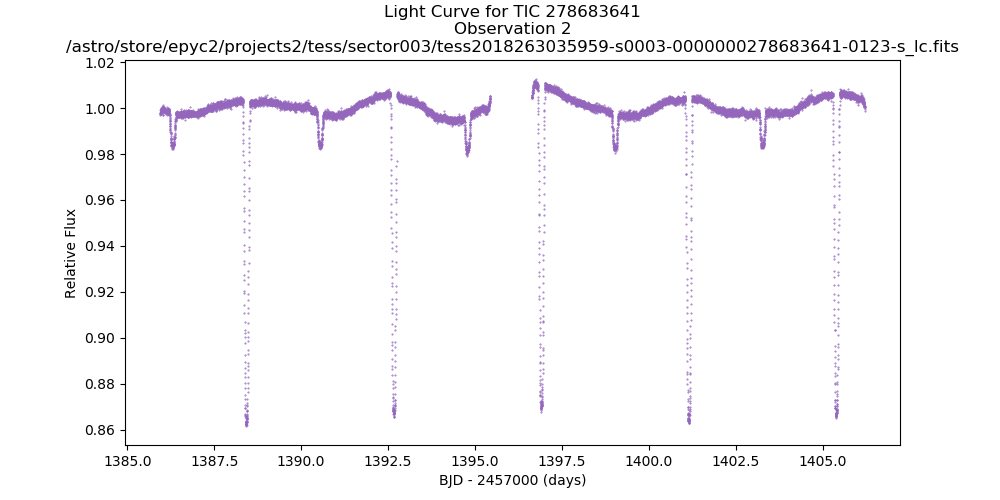 Light Curve for TIC 278683641
Observation 2
/astro/store/epyc2/projects2/tess/sector003/tess2018263035959-s0003-0000000278683641-0123-s_lc.fits
1.02
1.00
0.98
0.96
0.94
0.92
0.90
0.88
0.86
Relative Flux
1385.0 1387.5 1390.0 1392.5 1395.0 1397.5 1400.0 1402.5 1405.0
BJD - 2457000 (days)